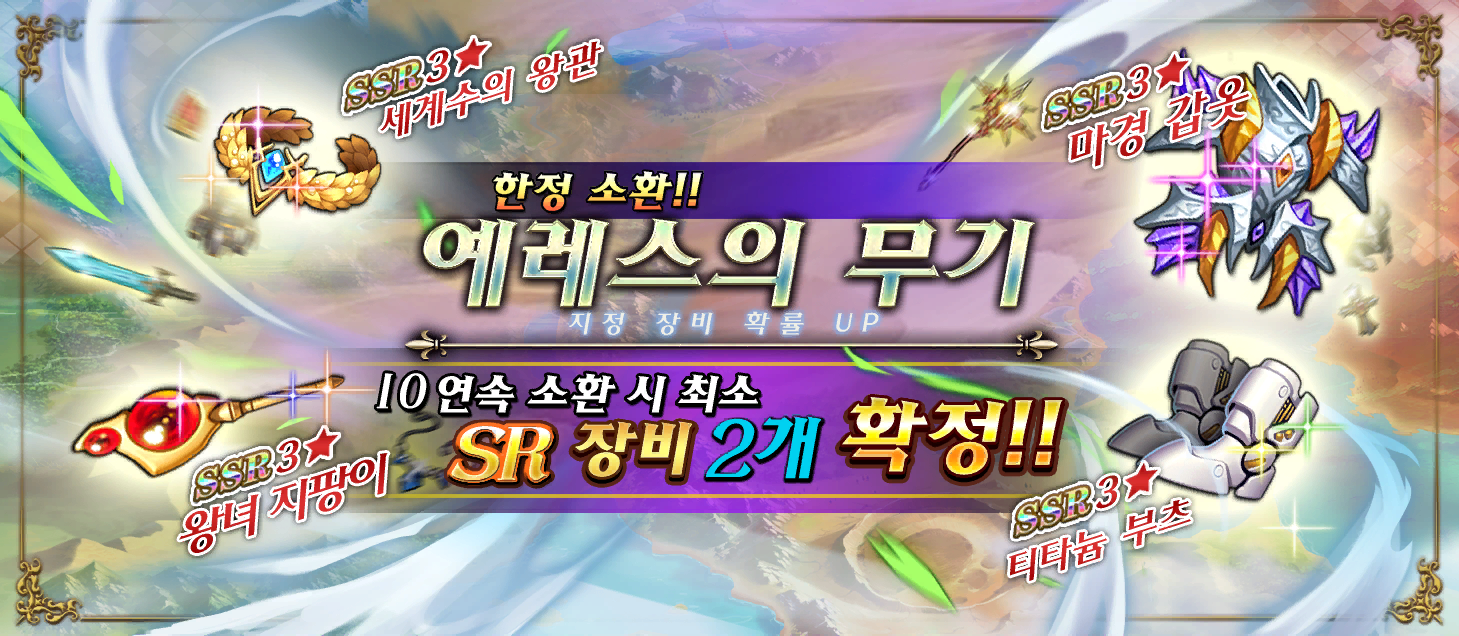 SSR3★
세계수의 왕관
SSR3★
마경 갑옷
한정 소환!!
예레스의 무기
지정 장비 확률 UP
10연속 소환 시 최소
SR 장비 2개 확정!!
SSR3★
왕녀 지팡이
SSR3★
티타늄 부츠